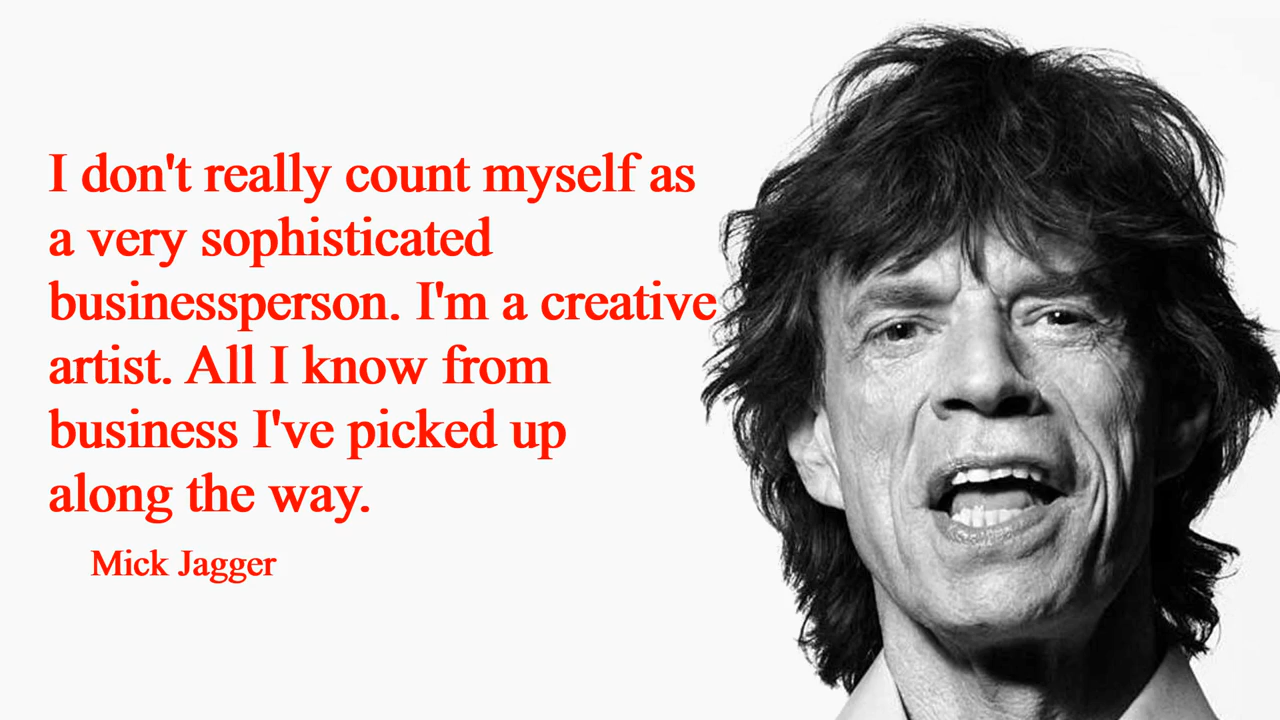 I don't really count myself as
a very sophisticated
businessperson. I'm a creative
artist. All I know from
business I've picked up
along the way.
Mick Jagger